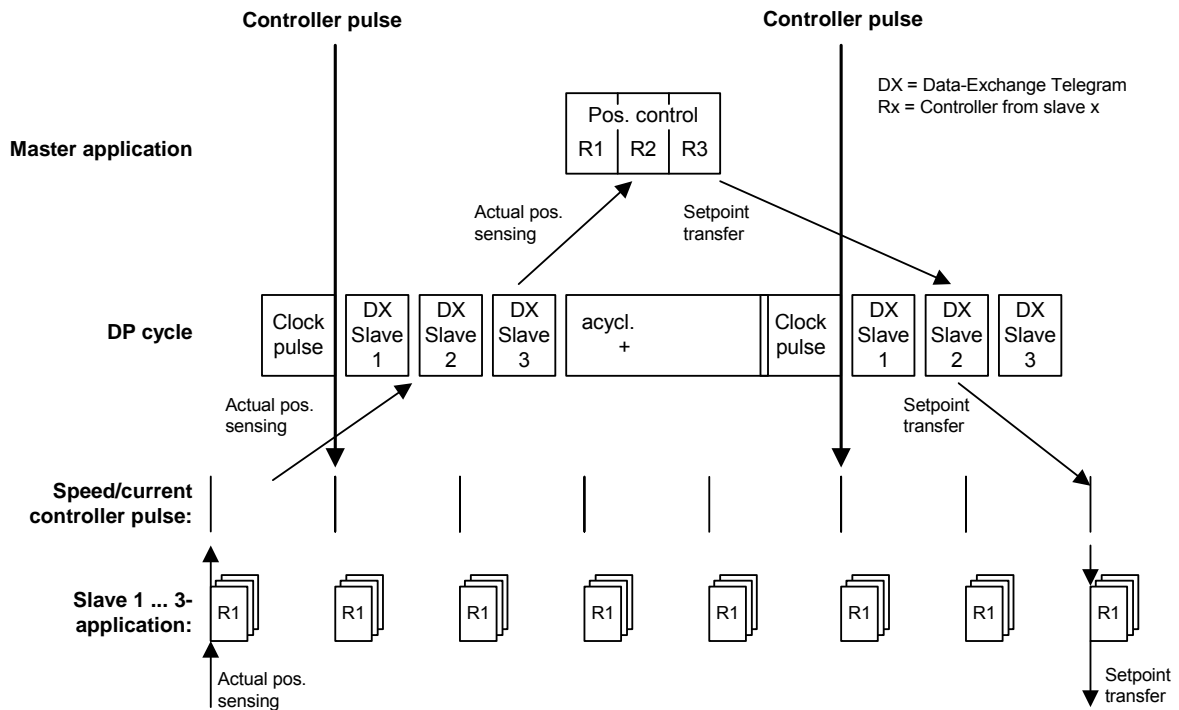 Controller pulse
Controller pulse
DX = Data-Exchange Telegram
Rx = Controller from slave x
Master application
Pos. control
R1 R2 R3
Actual pos.
sensing
Setpoint
transfer
DP cycle
Clock
pulse
DX
Slave
1
DX
Slave
2
DX
Slave
3
acycl.
+
Clock
pulse
DX
Slave
1
DX
Slave
2
DX
Slave
3
Actual pos.
sensing
Setpoint
transfer
Speed/current
controller pulse:
Slave 1 ... 3-
application:
R1 R1 R1 R1 R1 R1 R1 R1
Actual pos.
sensing
Setpoint
transfer